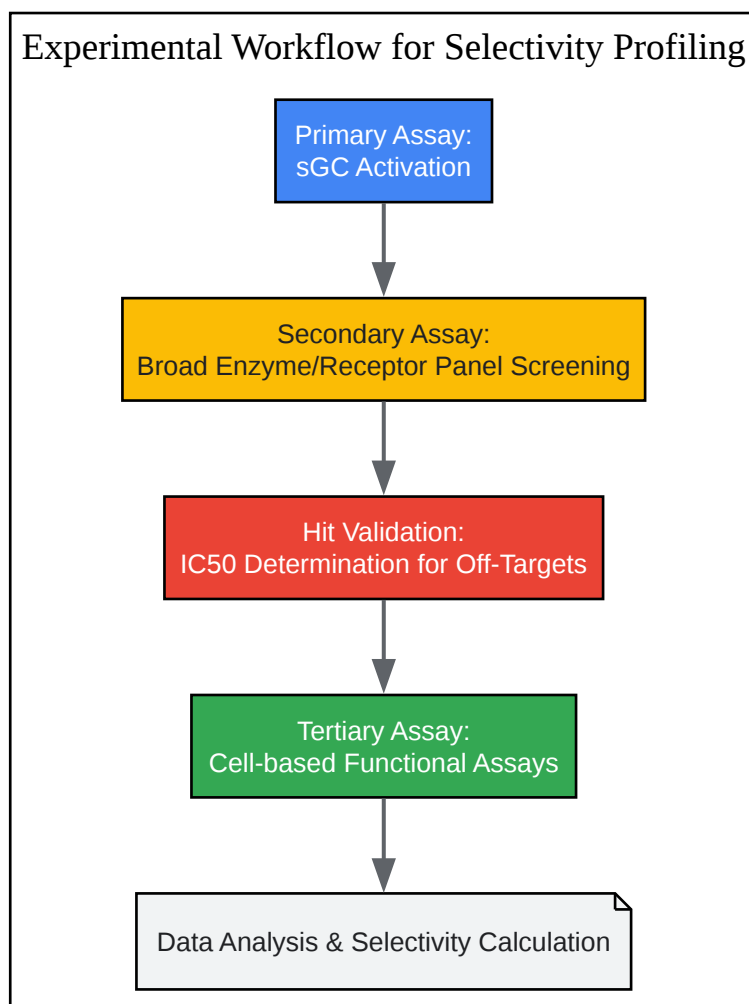 Experimental Workflow for Selectivity Profiling
Primary Assay:
sGC Activation
Secondary Assay:
Broad Enzyme/Receptor Panel Screening
Hit Validation:
IC50 Determination for Off-Targets
Tertiary Assay:
Cell-based Functional Assays
Data Analysis & Selectivity Calculation